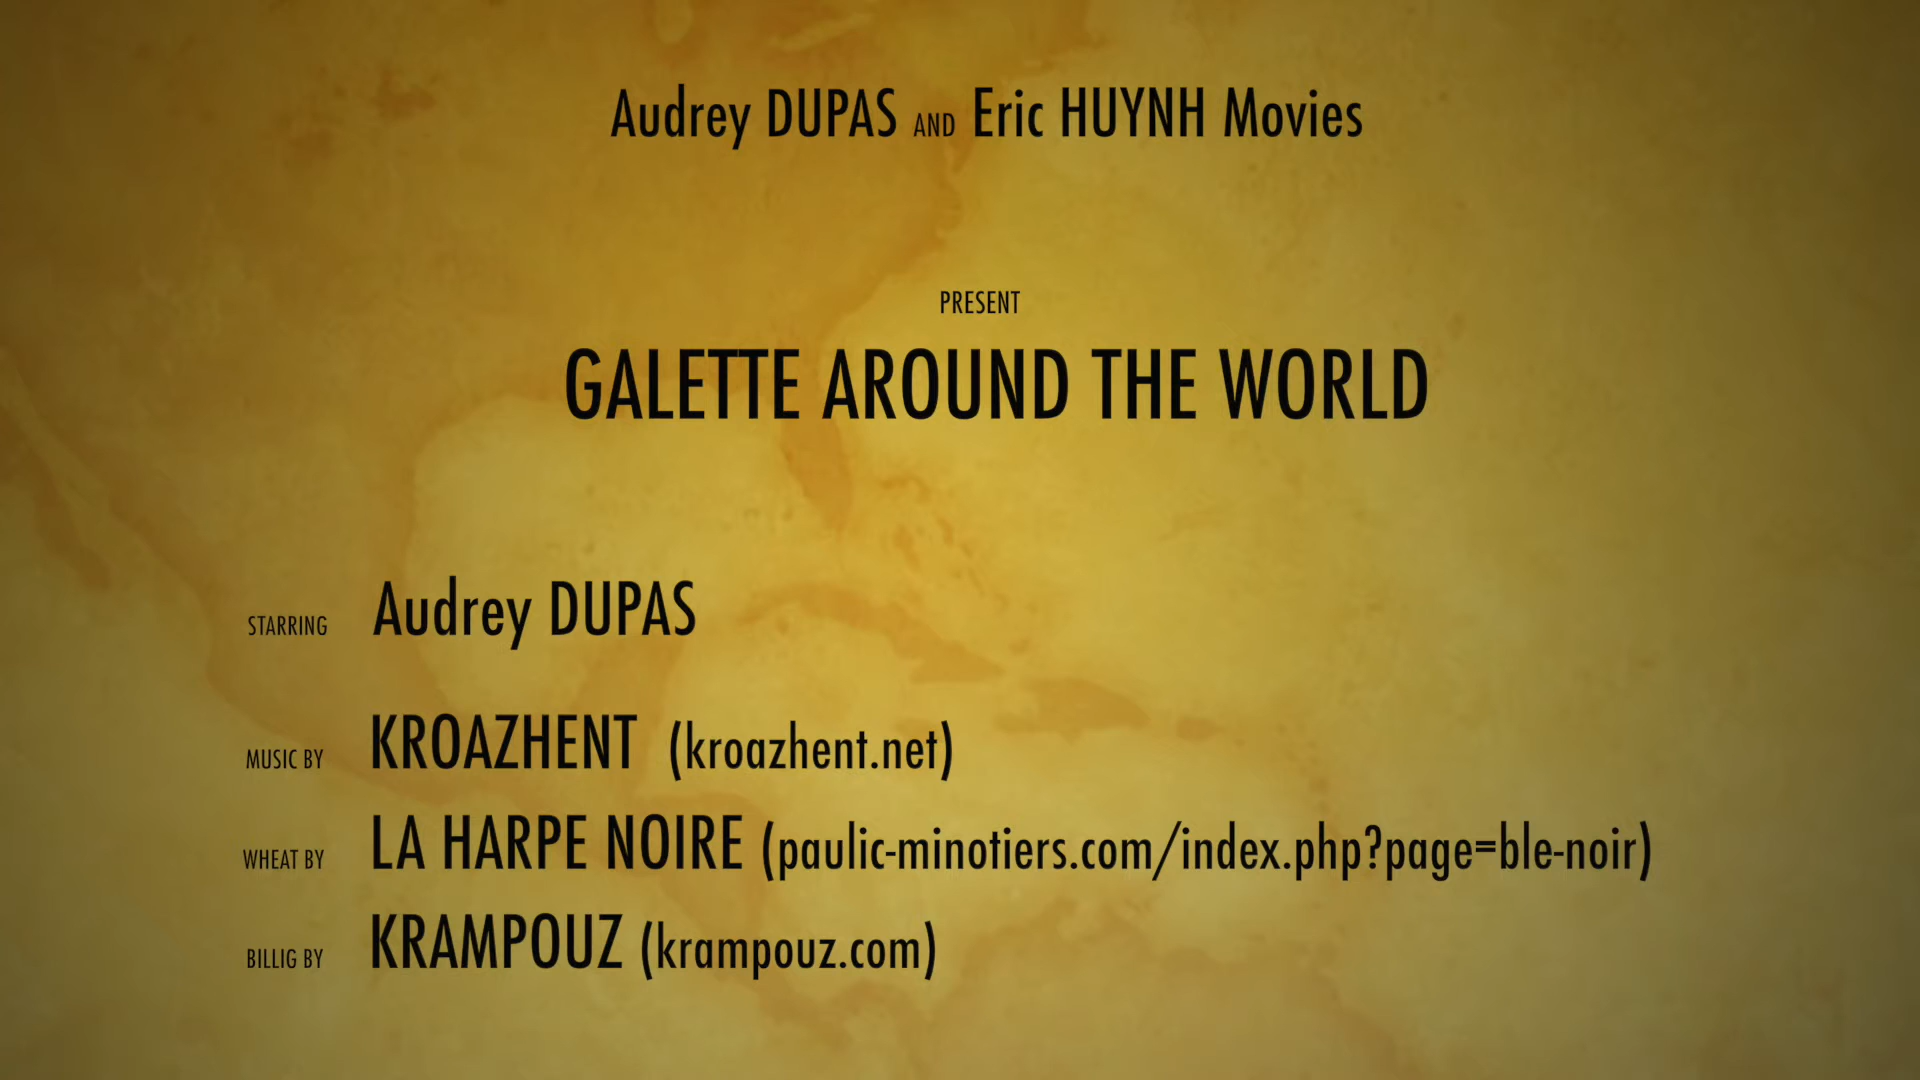 Audrey DUPAS AND Eric HUYNH Movies
PRESENT
GALETTE AROUND THE WORLD
STARRING Audrey DUPAS
MUSIC BY KROAZHENT (kroazhent.net)
WHEAT BY LA HARPE NOIRE (paulic-minotiers.com/index.php?page=ble-noir)
BILLIG BY KRAMPOUZ (krampouz.com)